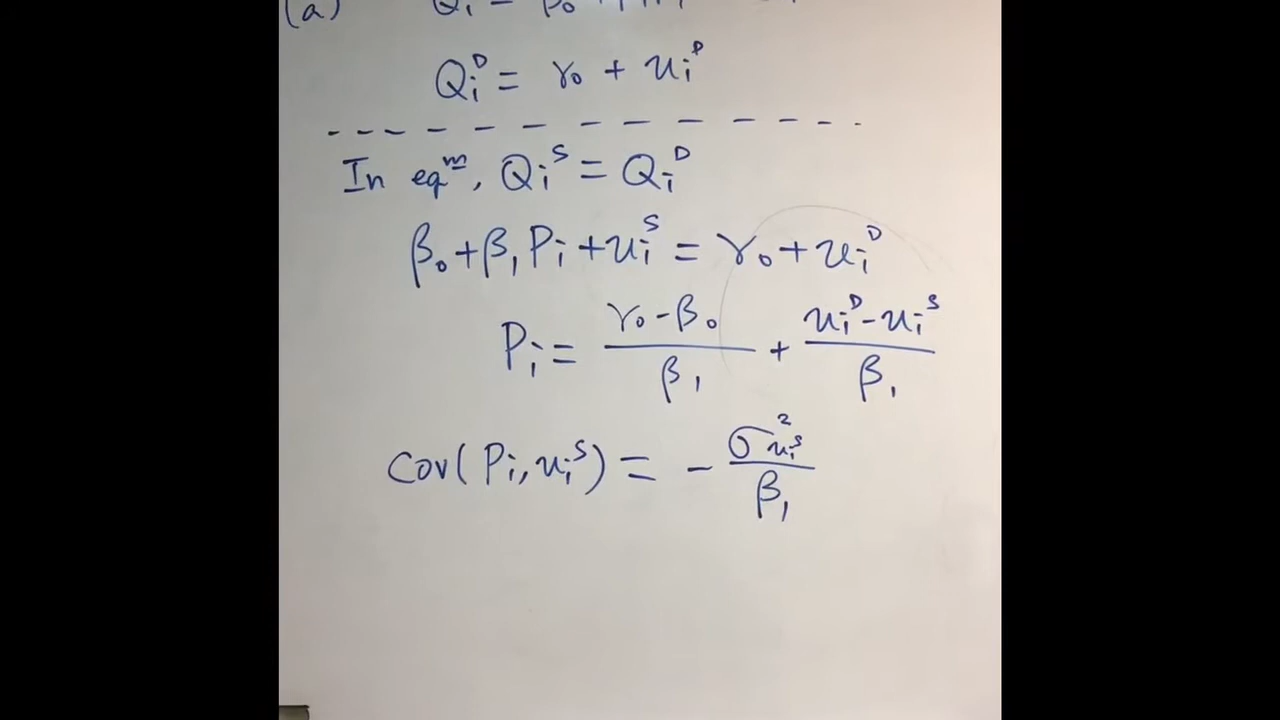 (a)
Qᵢᴰ = γ₀ + uᵢᴰ
In eqᵐ, Qᵢˢ = Qᵢᴰ
β₀ + β₁Pᵢ + uᵢˢ = γ₀ + uᵢᴰ
Pᵢ = (γ₀ - β₀)/β₁ + (uᵢᴰ - uᵢˢ)/β₁
Cov(Pᵢ, uᵢˢ) = - σ²uᵢˢ/β₁